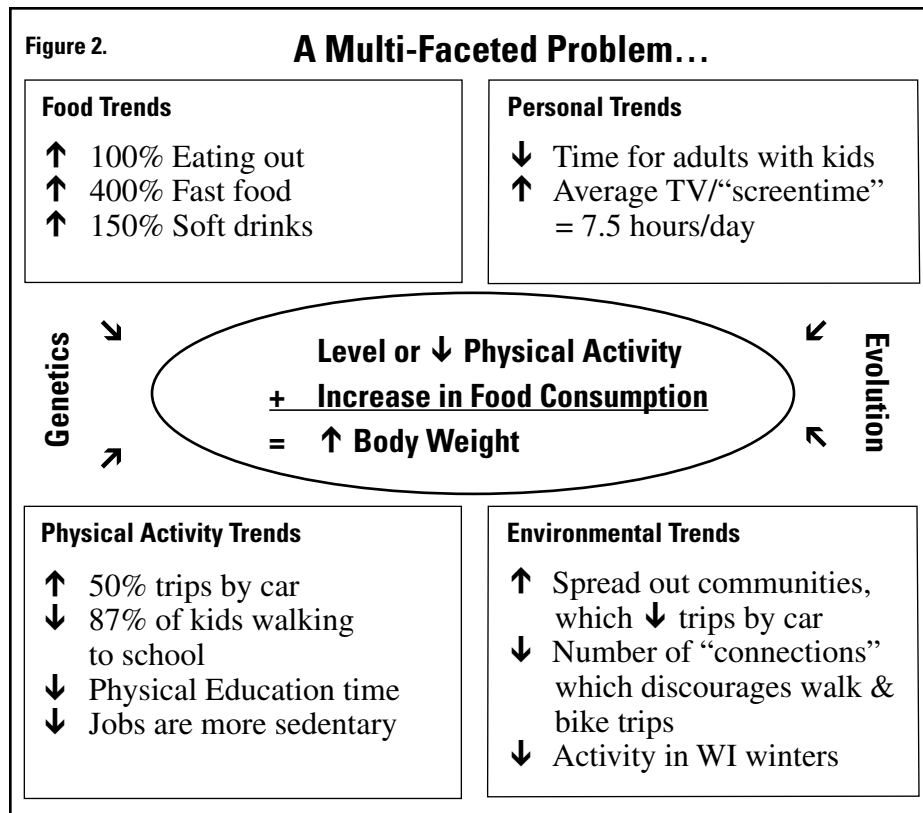 Figure 2.
A Multi-Faceted Problem…
Food Trends
↑ 100% Eating out
↑ 400% Fast food
↑ 150% Soft drinks
Personal Trends
↓ Time for adults with kids
↑ Average TV/“screentime”
= 7.5 hours/day
Genetics
Level or ↓ Physical Activity
+ Increase in Food Consumption
= ↑ Body Weight
Evolution
Physical Activity Trends
↑ 50% trips by car
↓ 87% of kids walking
to school
↓ Physical Education time
↓ Jobs are more sedentary
Environmental Trends
↑ Spread out communities,
which ↓ trips by car
↓ Number of “connections”
which discourages walk &
bike trips
↓ Activity in WI winters